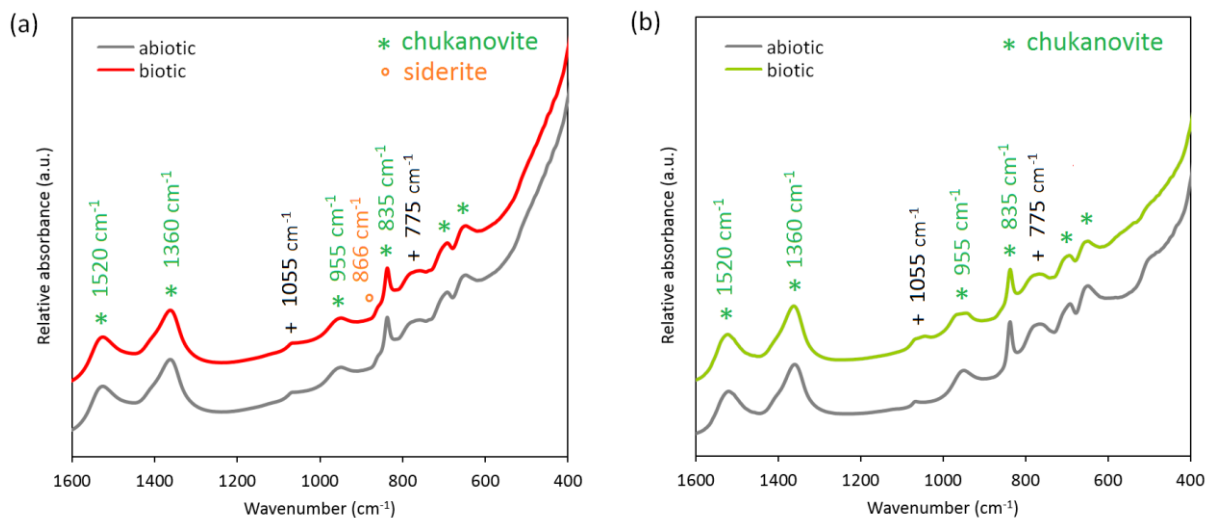 (a)
abiotic
biotic
* chukanovite
° siderite
* 1520 cm⁻¹
* 1360 cm⁻¹
+ 1055 cm⁻¹
* 955 cm⁻¹
° 866 cm⁻¹
* 835 cm⁻¹
+ 775 cm⁻¹
*
*
Relative absorbance (a.u.)
1600 1400 1200 1000 800 600 400
Wavenumber (cm⁻¹)
(b)
abiotic
biotic
* chukanovite
* 1520 cm⁻¹
* 1360 cm⁻¹
+ 1055 cm⁻¹
* 955 cm⁻¹
* 835 cm⁻¹
+ 775 cm⁻¹
*
*
Relative absorbance (a.u.)
1600 1400 1200 1000 800 600 400
Wavenumber (cm⁻¹)